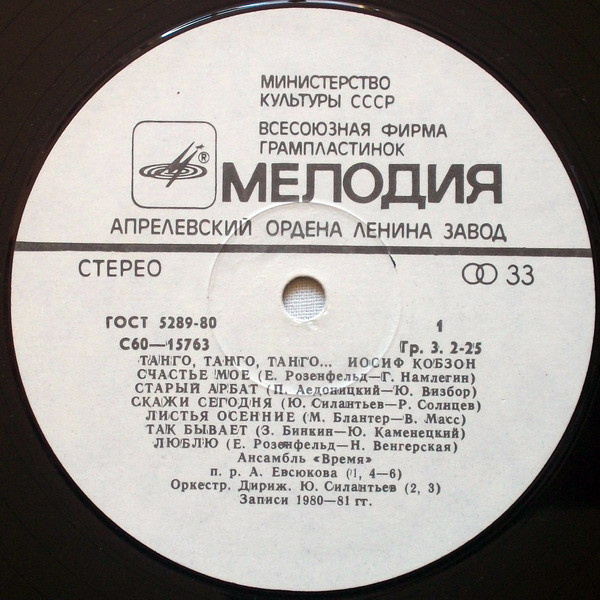 МИНИСТЕРСТВО
КУЛЬТУРЫ СССР
ВСЕСОЮЗНАЯ ФИРМА
ГРАМПЛАСТИНОК
®
МЕЛОДИЯ
АПРЕЛЕВСКИЙ ОРДЕНА ЛЕНИНА ЗАВОД
СТЕРЕО 33
ГОСТ 5289-80 1
С60—15763 Гр. 3. 2-25
ТАНГО, ТАНГО, ТАНГО... ИОСИФ КОБЗОН
СЧАСТЬЕ МОЕ (Е. Розенфельд—Г. Намлегин)
СТАРЫЙ АРБАТ (П. Аедоницкий—Ю. Визбор)
СКАЖИ СЕГОДНЯ (Ю. Силантьев—Р. Солнцев)
ЛИСТЬЯ ОСЕННИЕ (М. Блантер—В. Масс)
ТАК БЫВАЕТ (З. Бинкин—Ю. Каменецкий)
ЛЮБЛЮ (Е. Розенфельд—Н. Венгерская)
Ансамбль «Время»
п. р. А. Евсюкова (1, 4—6)
Оркестр. Дириж. Ю. Силантьев (2, 3)
Записи 1980—81 гг.